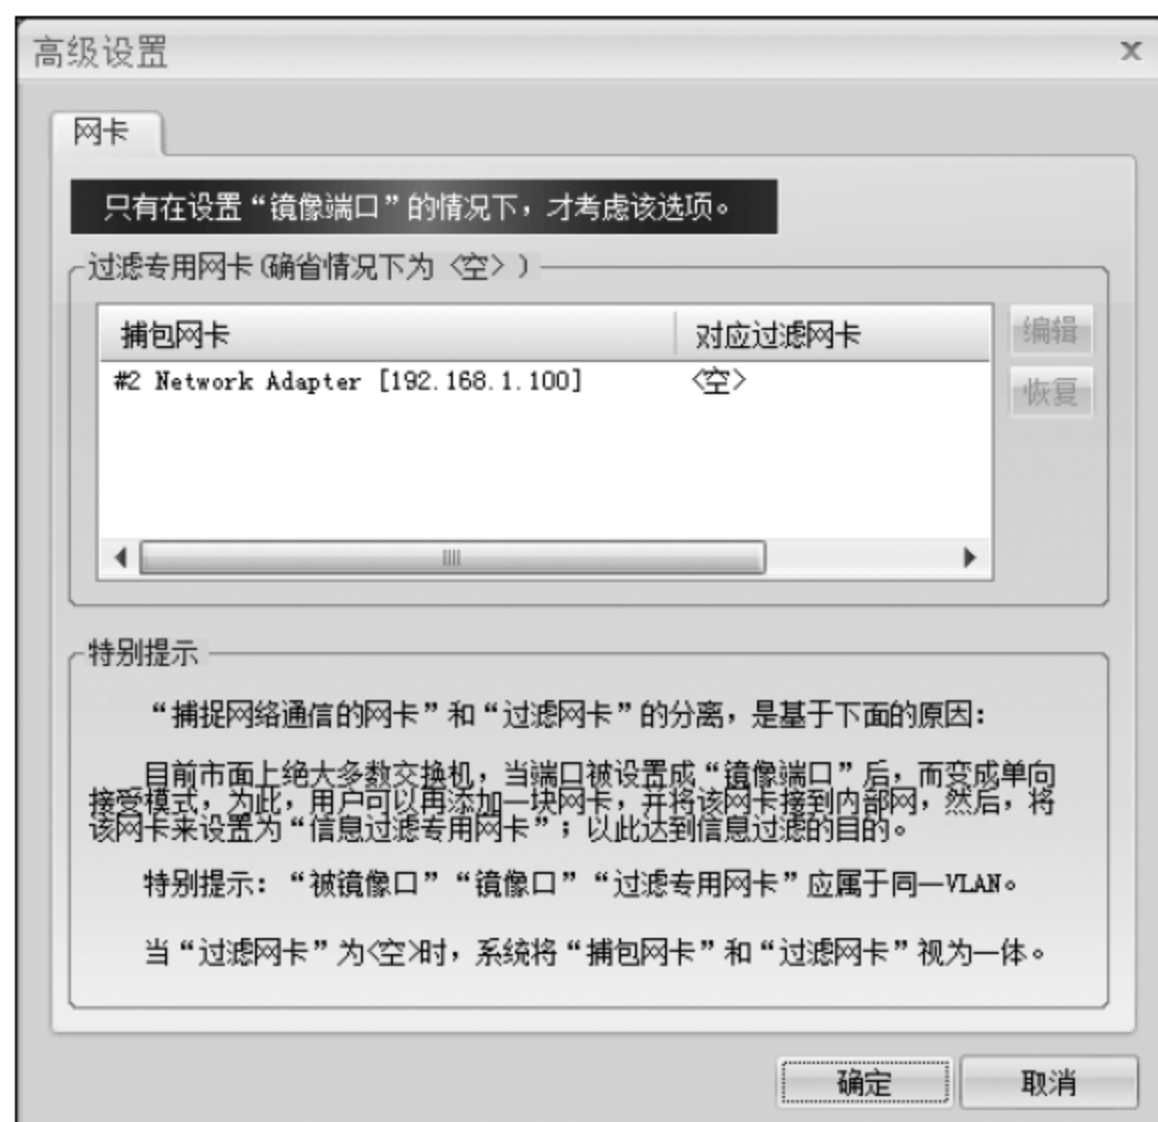 高级设置
x
网卡
只有在设置“镜像端口”的情况下，才考虑该选项。
过滤专用网卡(确省情况下为〈空〉)
捕包网卡 对应过滤网卡
编辑
#2 Network Adapter [192.168.1.100] 〈空〉
恢复
特别提示
“捕捉网络通信的网卡”和“过滤网卡”的分离，是基于下面的原因：
目前市面上绝大多数交换机，当端口被设置成“镜像端口”后，而变成单向
接受模式，为此，用户可以再添加一块网卡，并将该网卡接到内部网，然后，将
该网卡来设置为“信息过滤专用网卡”；以此达到信息过滤的目的。
特别提示：“被镜像口”“镜像口”“过滤专用网卡”应属于同一VLAN。
当“过滤网卡”为〈空〉时，系统将“捕包网卡”和“过滤网卡”视为一体。
确定 取消